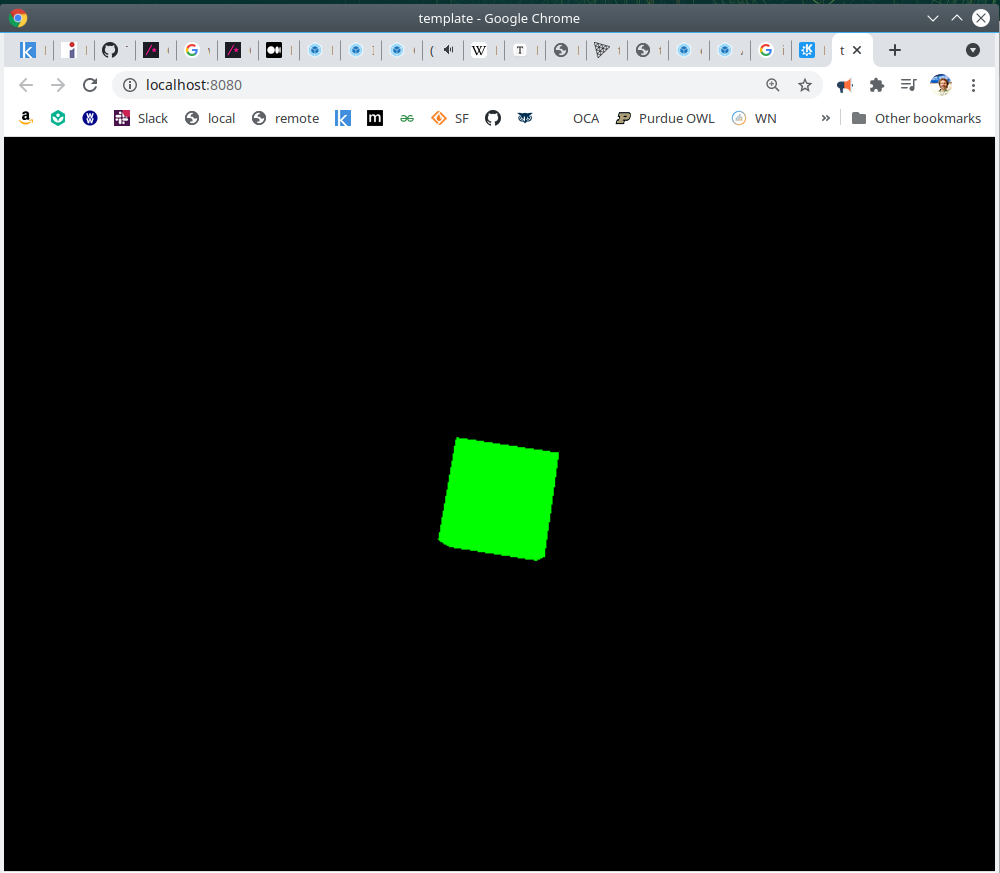 template - Google Chrome
( W T t
localhost:8080
a W Slack local remote k m SF OCA Purdue OWL WN » Other bookmarks